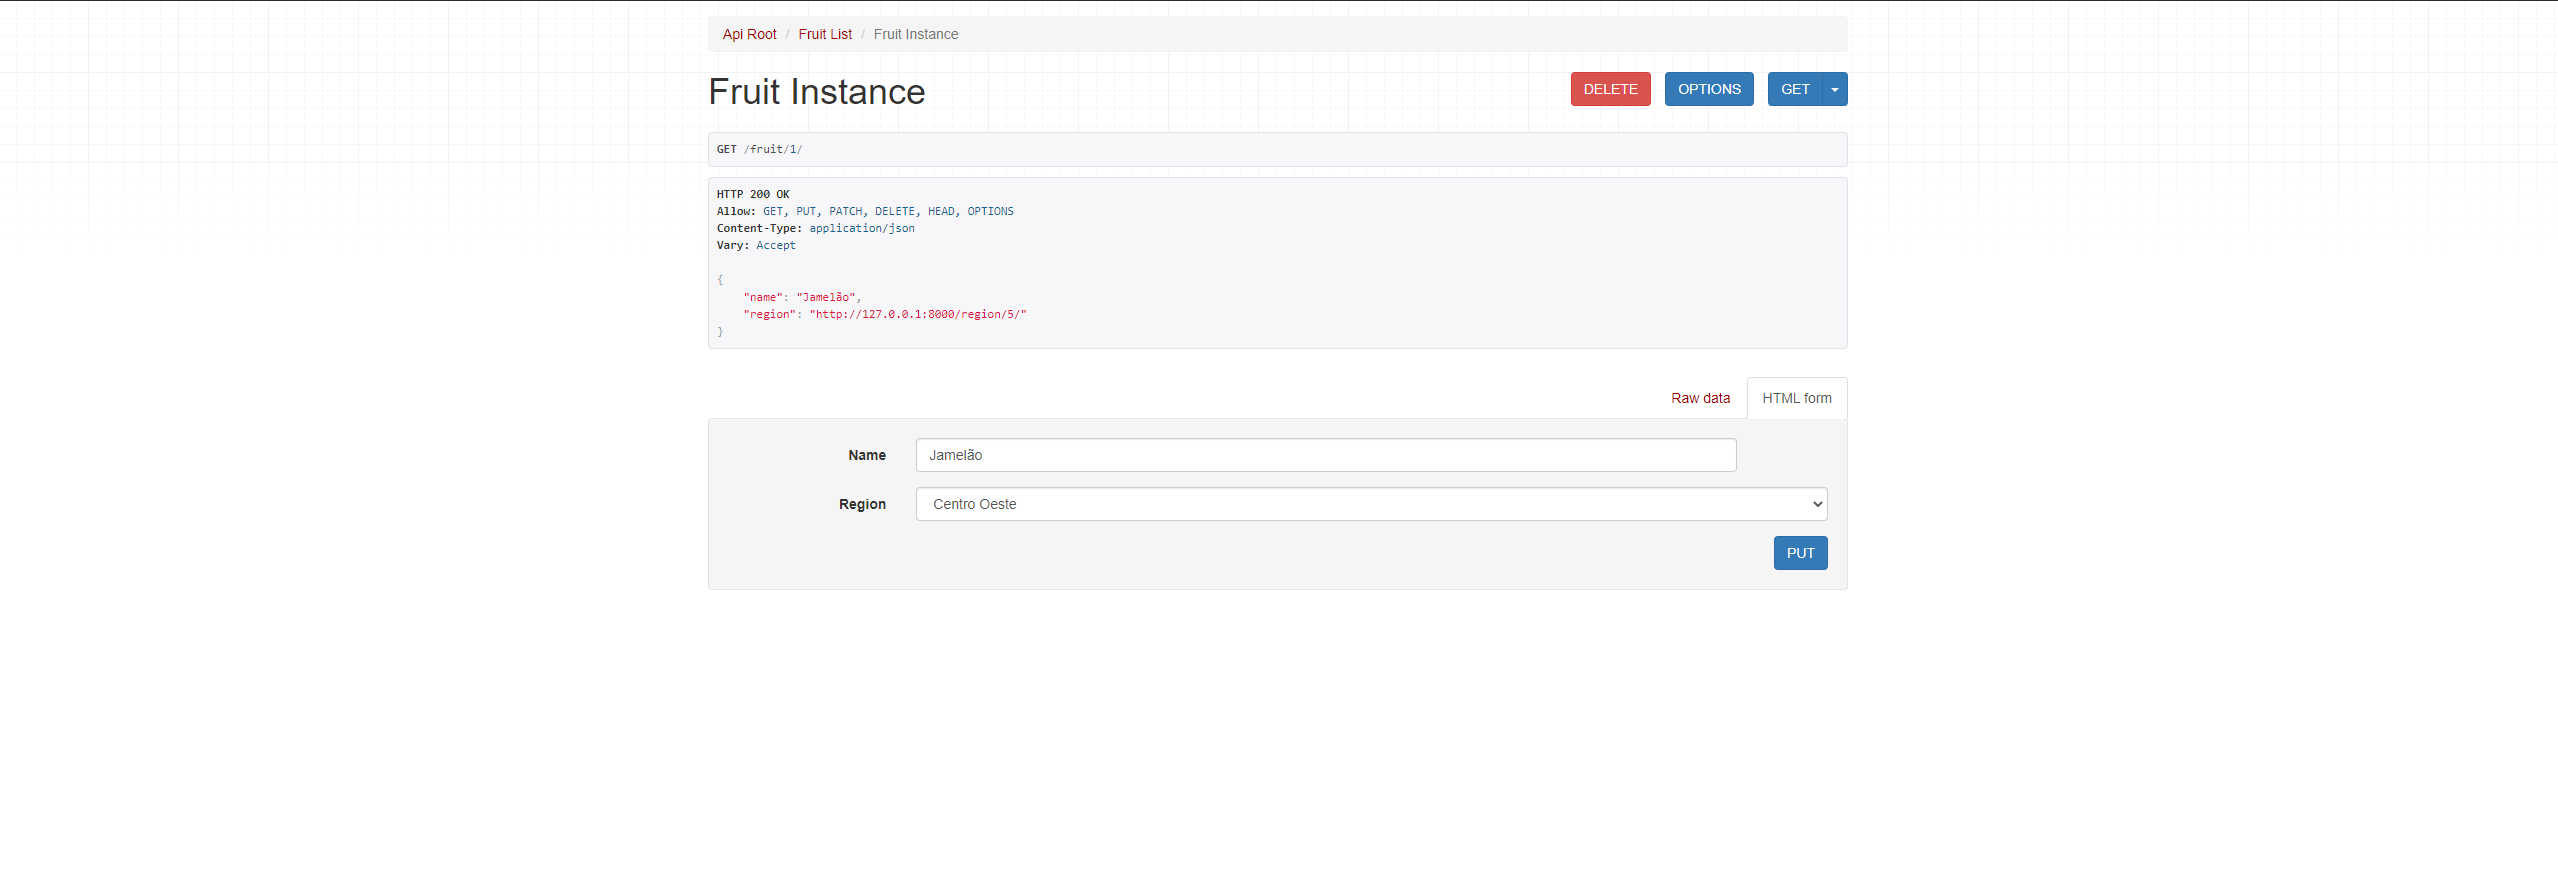 Api Root / Fruit List / Fruit Instance
Fruit Instance
DELETE
OPTIONS
GET
GET /fruit/1/
HTTP 200 OK
Allow: GET, PUT, PATCH, DELETE, HEAD, OPTIONS
Content-Type: application/json
Vary: Accept
{
    "name": "Jamelão",
    "region": "http://127.0.0.1:8000/region/5/"
}
Raw data
HTML form
Name
Jamelão
Region
Centro Oeste
PUT